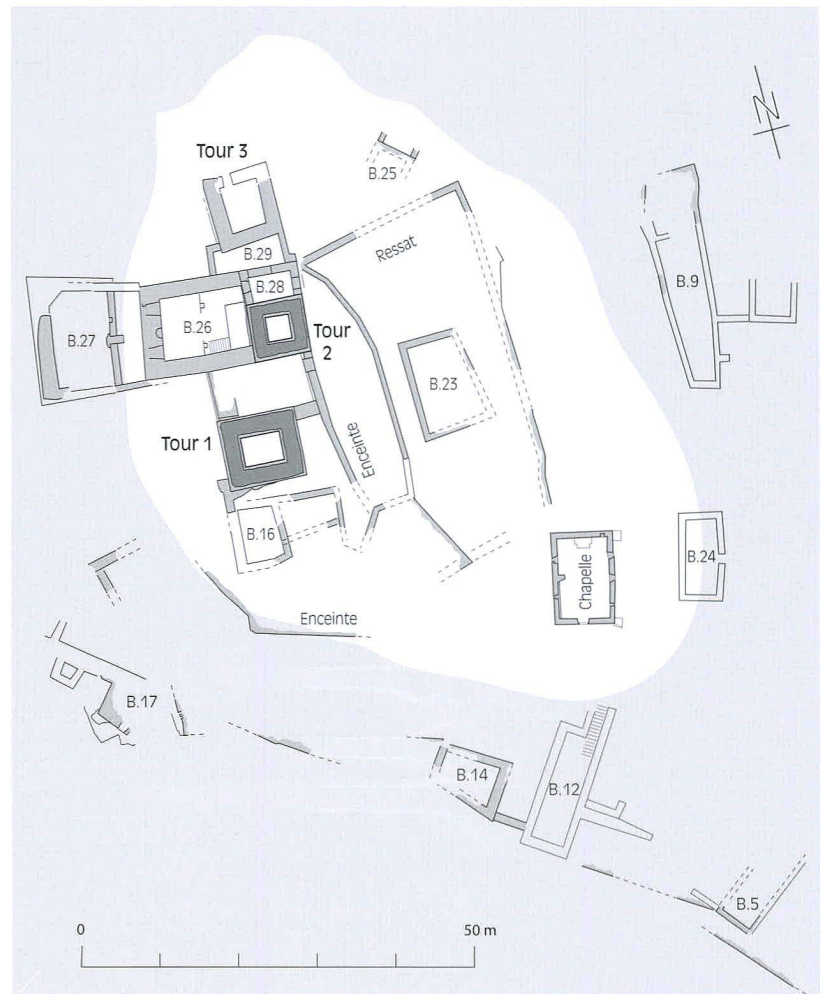 N
Tour 3
B.25
Ressat
B.29
B.28
B.9
B.26
B.27
Tour
2
B.23
Tour 1
Enceinte
B.16
B.24
Chapelle
Enceinte
B.17
B.14
B.12
B.5
0
50 m